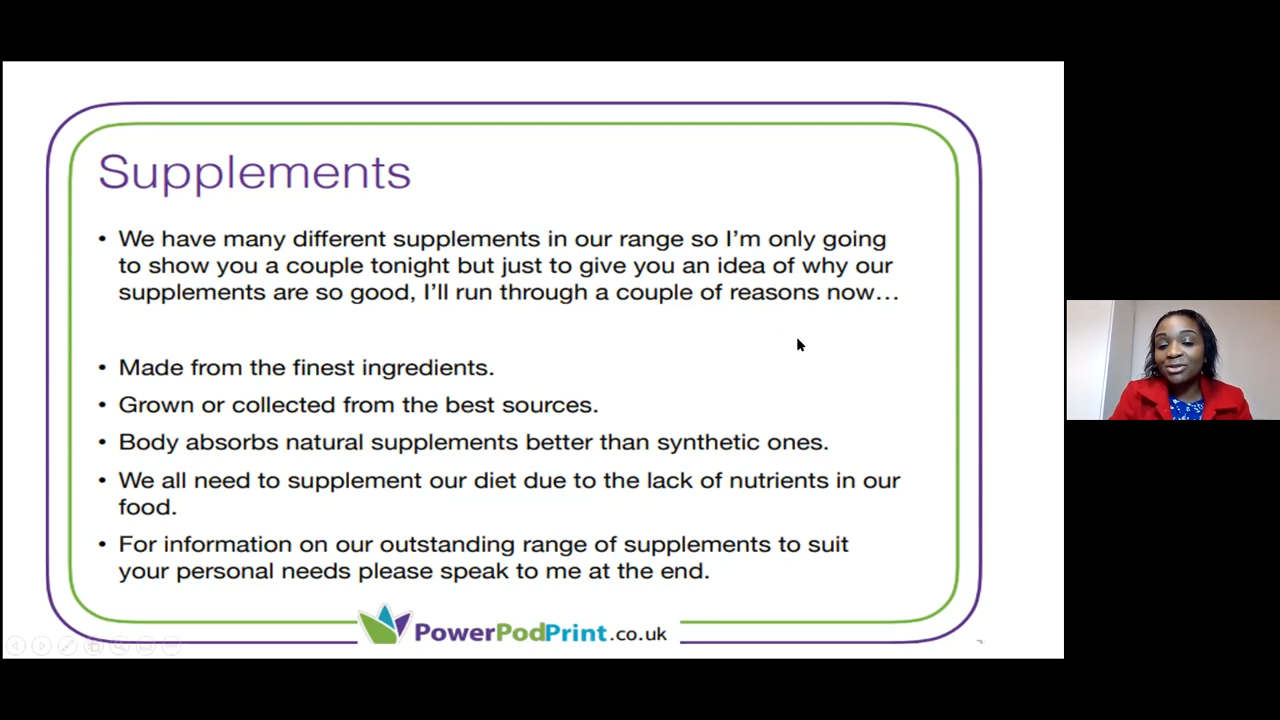 Supplements
• We have many different supplements in our range so I'm only going
to show you a couple tonight but just to give you an idea of why our
supplements are so good, I'll run through a couple of reasons now…
• Made from the finest ingredients.
• Grown or collected from the best sources.
• Body absorbs natural supplements better than synthetic ones.
• We all need to supplement our diet due to the lack of nutrients in our
food.
• For information on our outstanding range of supplements to suit
your personal needs please speak to me at the end.
PowerPodPrint.co.uk